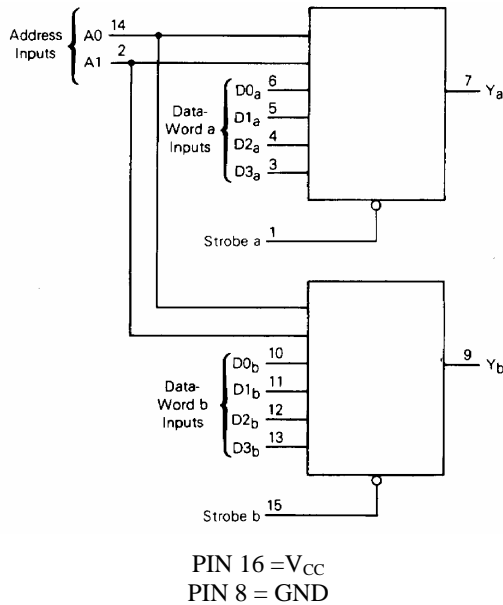 Address Inputs
A0 14
A1 2
Data-Word a Inputs
D0a 6
D1a 5
D2a 4
D3a 3
7 Ya
Strobe a 1
Data-Word b Inputs
D0b 10
D1b 11
D2b 12
D3b 13
9 Yb
Strobe b 15
PIN 16 =VCC
PIN 8 = GND